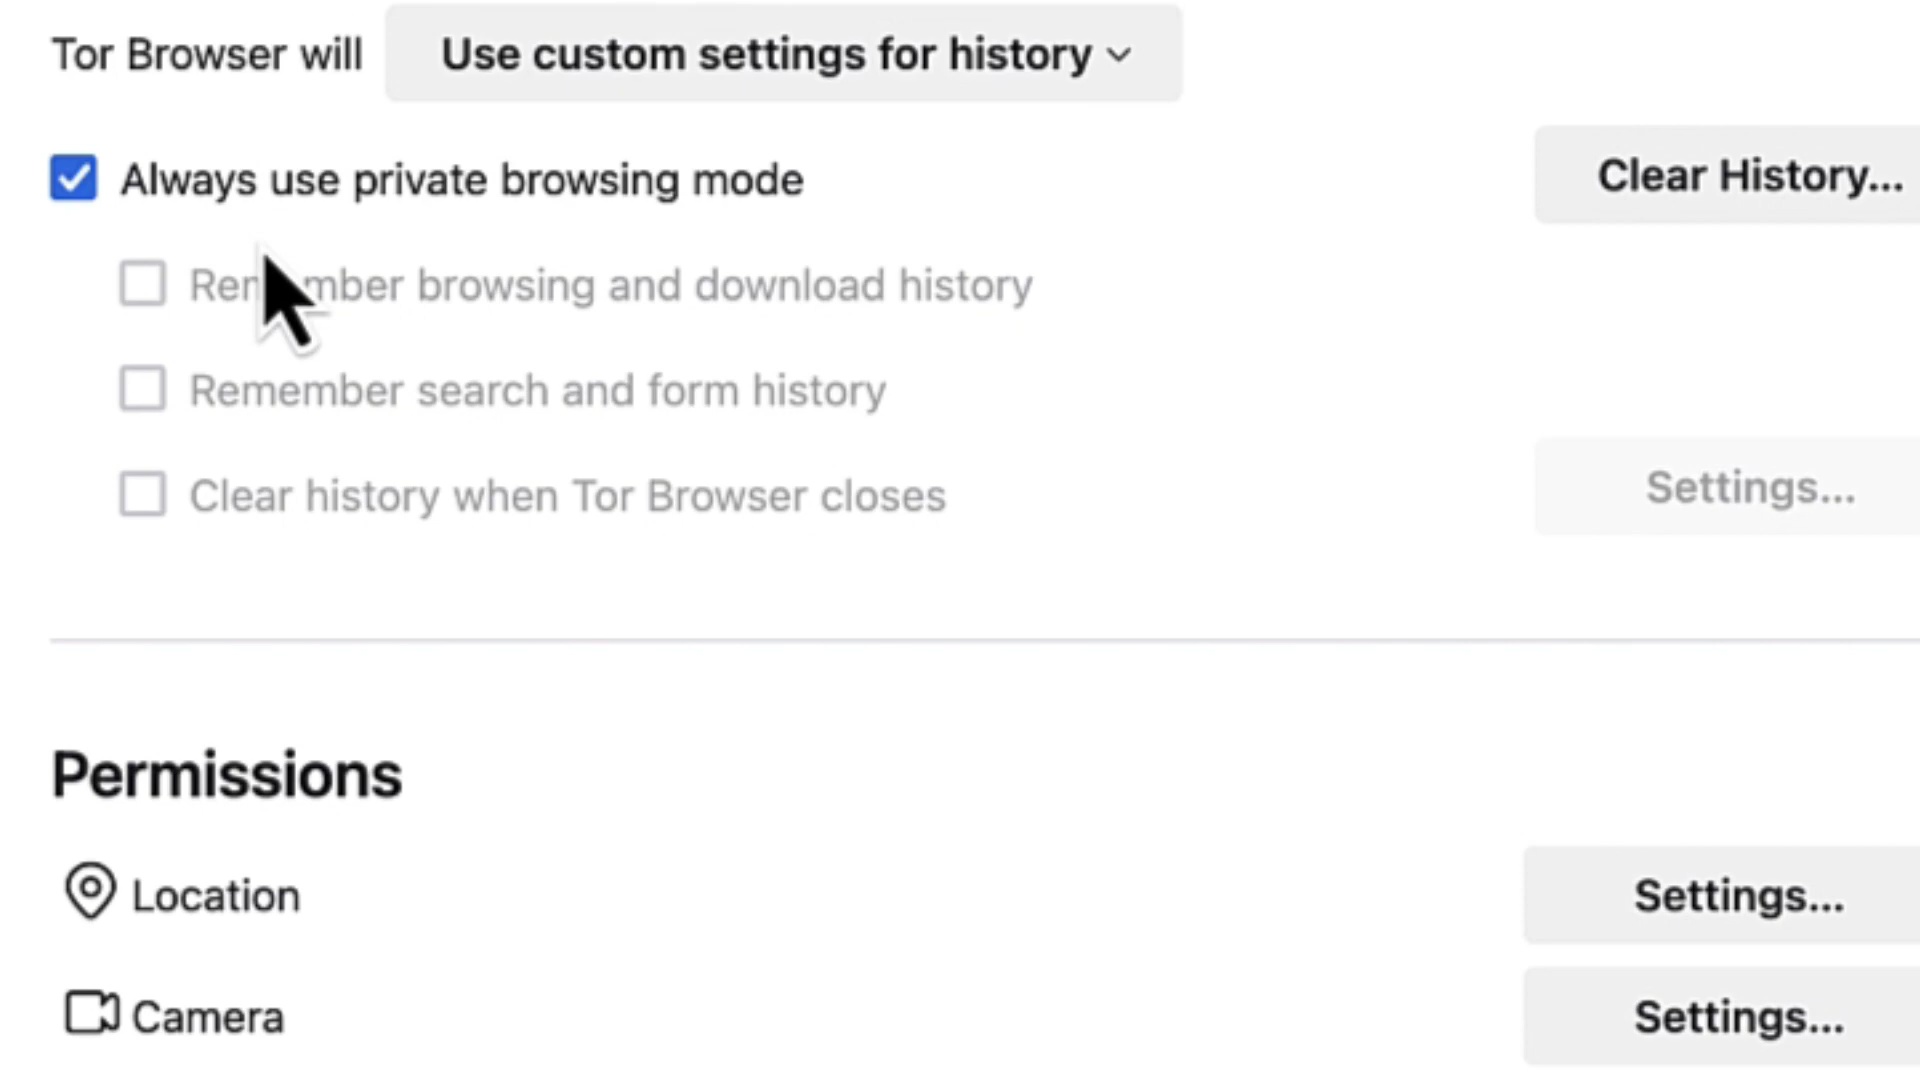 Tor Browser will Use custom settings for history
Always use private browsing mode Clear History...
Remember browsing and download history
Remember search and form history
Clear history when Tor Browser closes Settings...
Permissions
Location Settings...
Camera Settings...